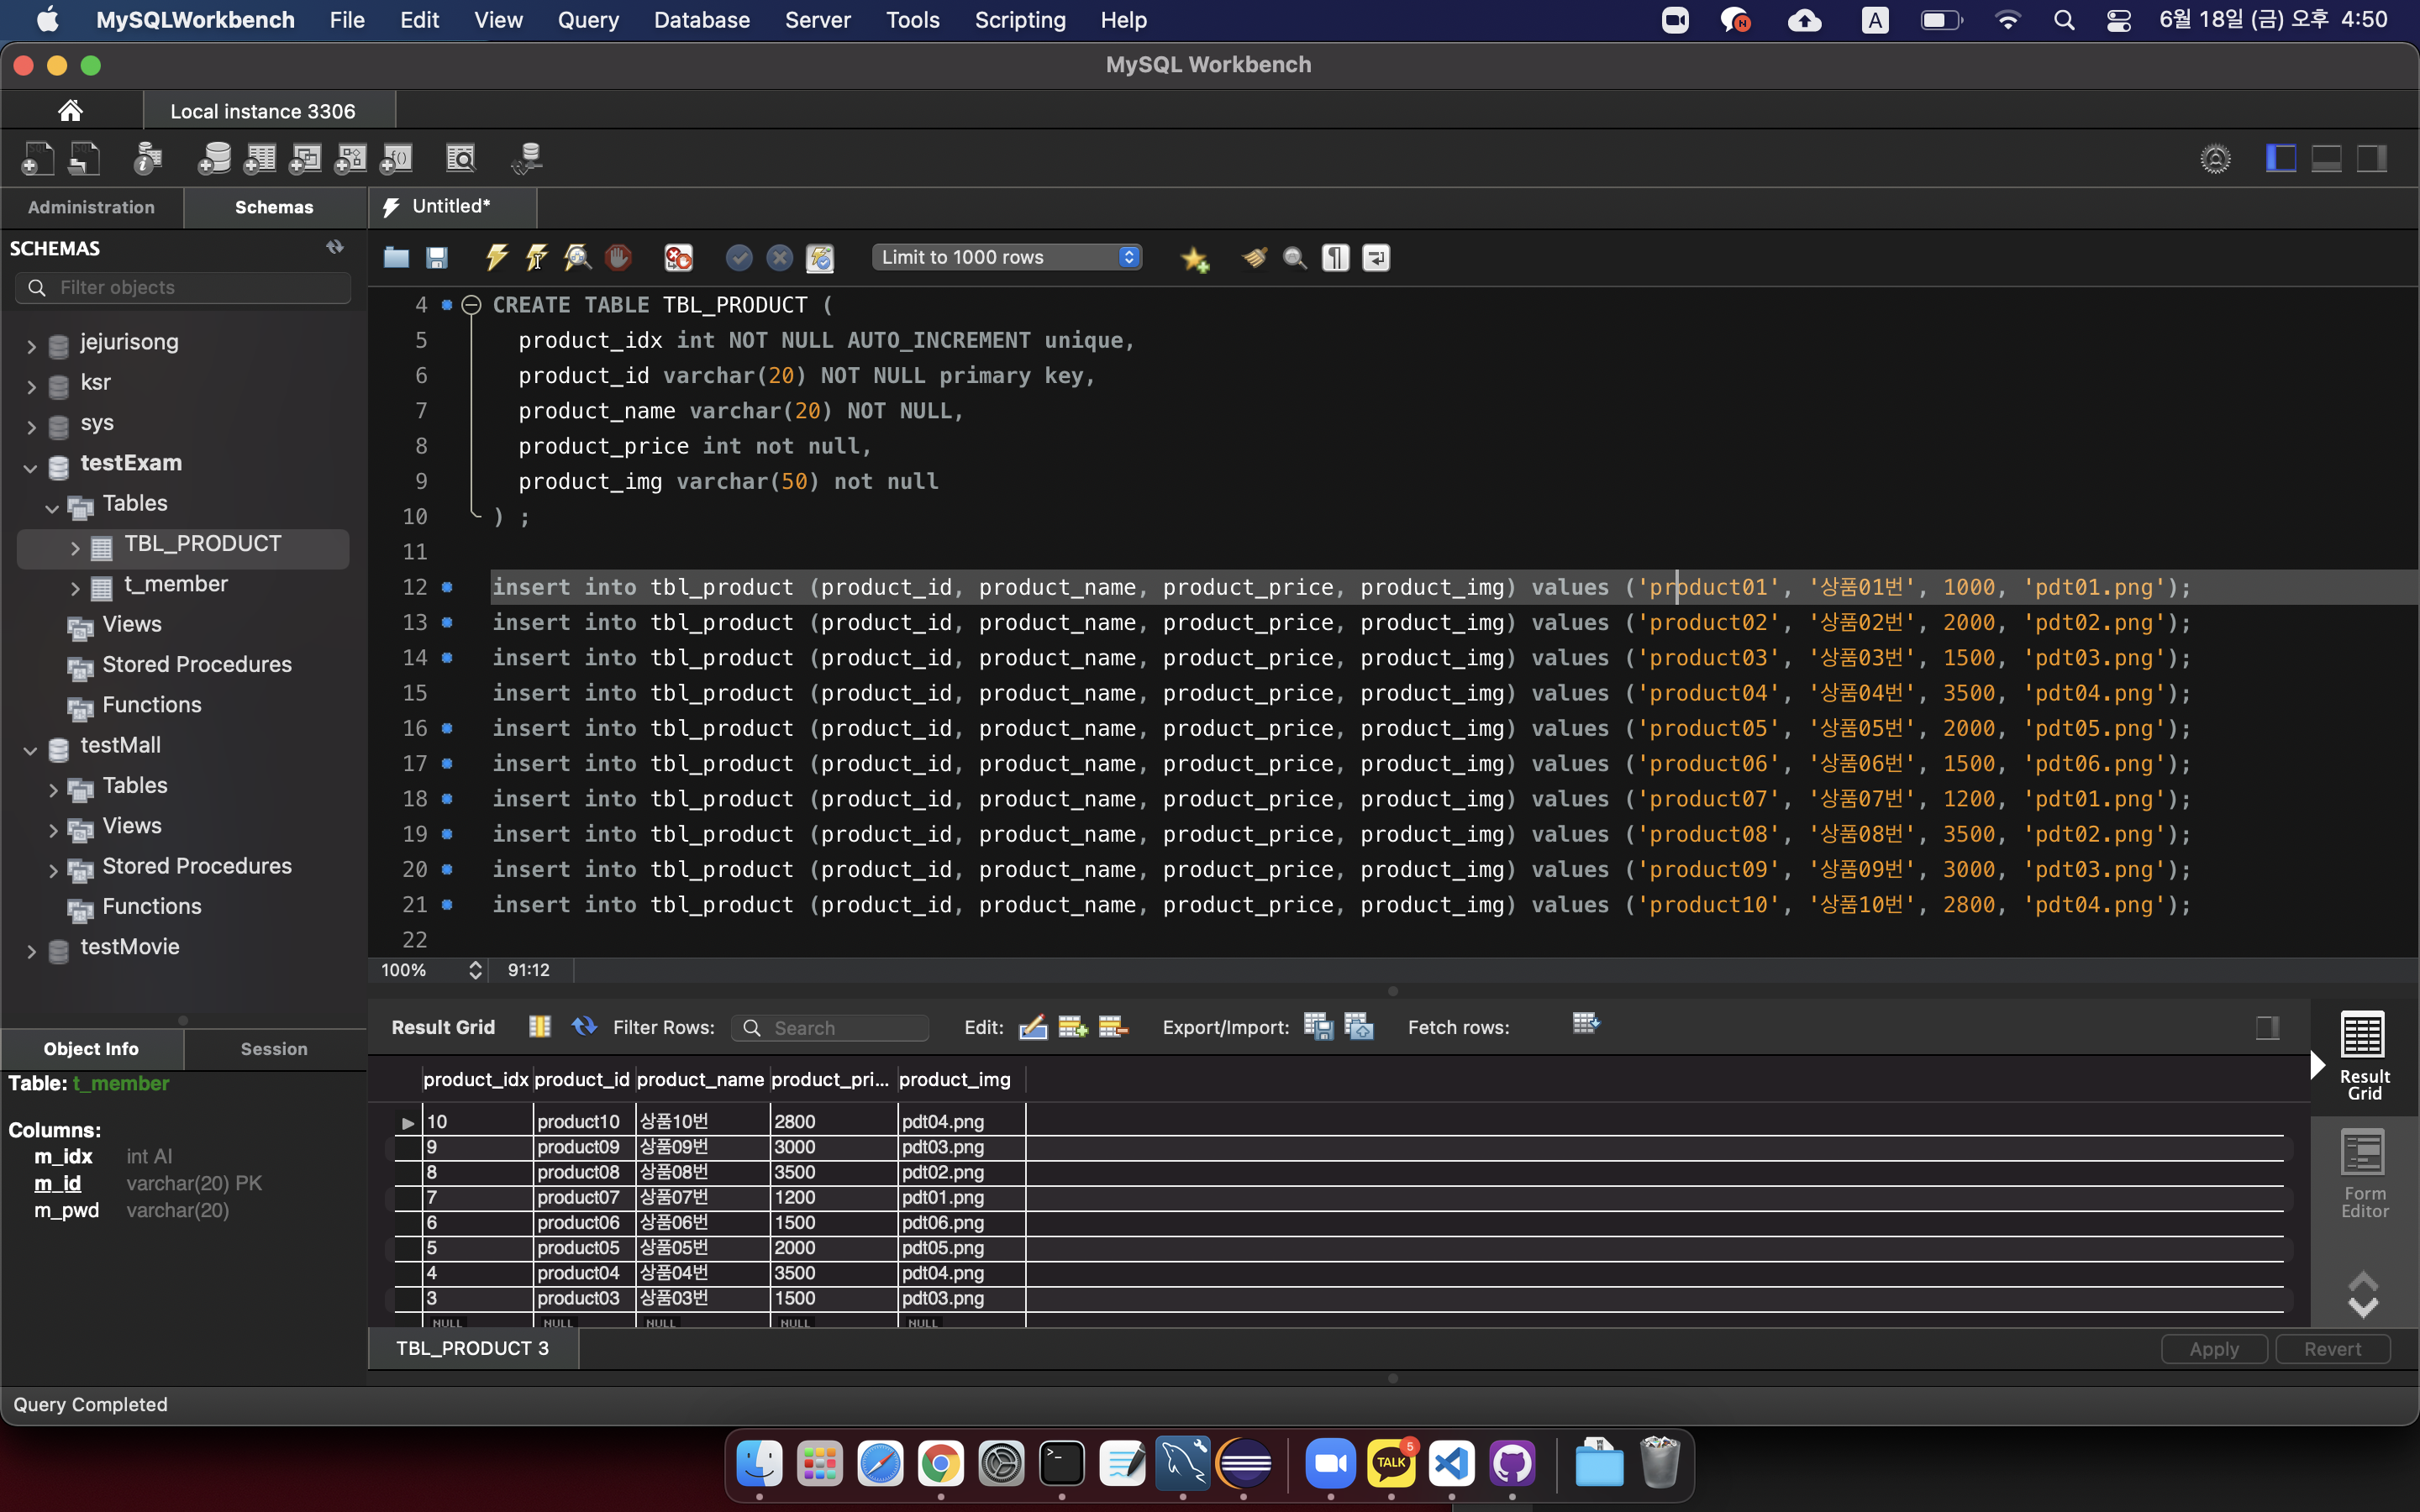 MySQLWorkbench File Edit View Query Database Server Tools Scripting Help A 6월 18일 (금) 오후 4:50
MySQL Workbench
Local instance 3306
Administration Schemas Untitled*
SCHEMAS
Filter objects
Limit to 1000 rows
jejurisong
ksr
sys
testExam
Tables
TBL_PRODUCT
t_member
Views
Stored Procedures
Functions
testMall
Tables
Views
Stored Procedures
Functions
testMovie
4 CREATE TABLE TBL_PRODUCT (
5 product_idx int NOT NULL AUTO_INCREMENT unique,
6 product_id varchar(20) NOT NULL primary key,
7 product_name varchar(20) NOT NULL,
8 product_price int not null,
9 product_img varchar(50) not null
10 ) ;
11
12 insert into tbl_product (product_id, product_name, product_price, product_img) values ('product01', '상품01번', 1000, 'pdt01.png');
13 insert into tbl_product (product_id, product_name, product_price, product_img) values ('product02', '상품02번', 2000, 'pdt02.png');
14 insert into tbl_product (product_id, product_name, product_price, product_img) values ('product03', '상품03번', 1500, 'pdt03.png');
15 insert into tbl_product (product_id, product_name, product_price, product_img) values ('product04', '상품04번', 3500, 'pdt04.png');
16 insert into tbl_product (product_id, product_name, product_price, product_img) values ('product05', '상품05번', 2000, 'pdt05.png');
17 insert into tbl_product (product_id, product_name, product_price, product_img) values ('product06', '상품06번', 1500, 'pdt06.png');
18 insert into tbl_product (product_id, product_name, product_price, product_img) values ('product07', '상품07번', 1200, 'pdt01.png');
19 insert into tbl_product (product_id, product_name, product_price, product_img) values ('product08', '상품08번', 3500, 'pdt02.png');
20 insert into tbl_product (product_id, product_name, product_price, product_img) values ('product09', '상품09번', 3000, 'pdt03.png');
21 insert into tbl_product (product_id, product_name, product_price, product_img) values ('product10', '상품10번', 2800, 'pdt04.png');
22
100% 91:12
Object Info Session
Table: t_member
Columns:
m_idx int AI
m_id varchar(20) PK
m_pwd varchar(20)
Result Grid Filter Rows: Search Edit: Export/Import: Fetch rows:
product_idx product_id product_name product_pri... product_img
10 product10 상품10번 2800 pdt04.png
9 product09 상품09번 3000 pdt03.png
8 product08 상품08번 3500 pdt02.png
7 product07 상품07번 1200 pdt01.png
6 product06 상품06번 1500 pdt06.png
5 product05 상품05번 2000 pdt05.png
4 product04 상품04번 3500 pdt04.png
3 product03 상품03번 1500 pdt03.png
NULL NULL NULL NULL NULL
Result
Grid
Form
Editor
TBL_PRODUCT 3 Apply Revert
Query Completed
TALK 5